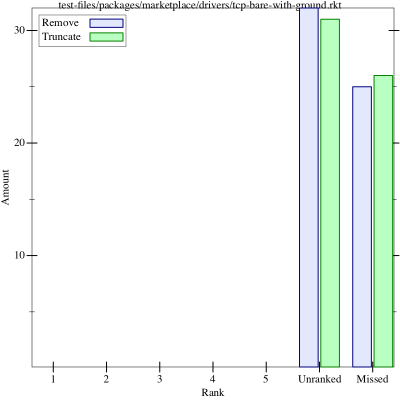 test-files/packages/marketplace/drivers/tcp-bare-with-ground.rkt
Remove
Truncate
30
20
10
Amount
1 2 3 4 5 Unranked Missed
Rank